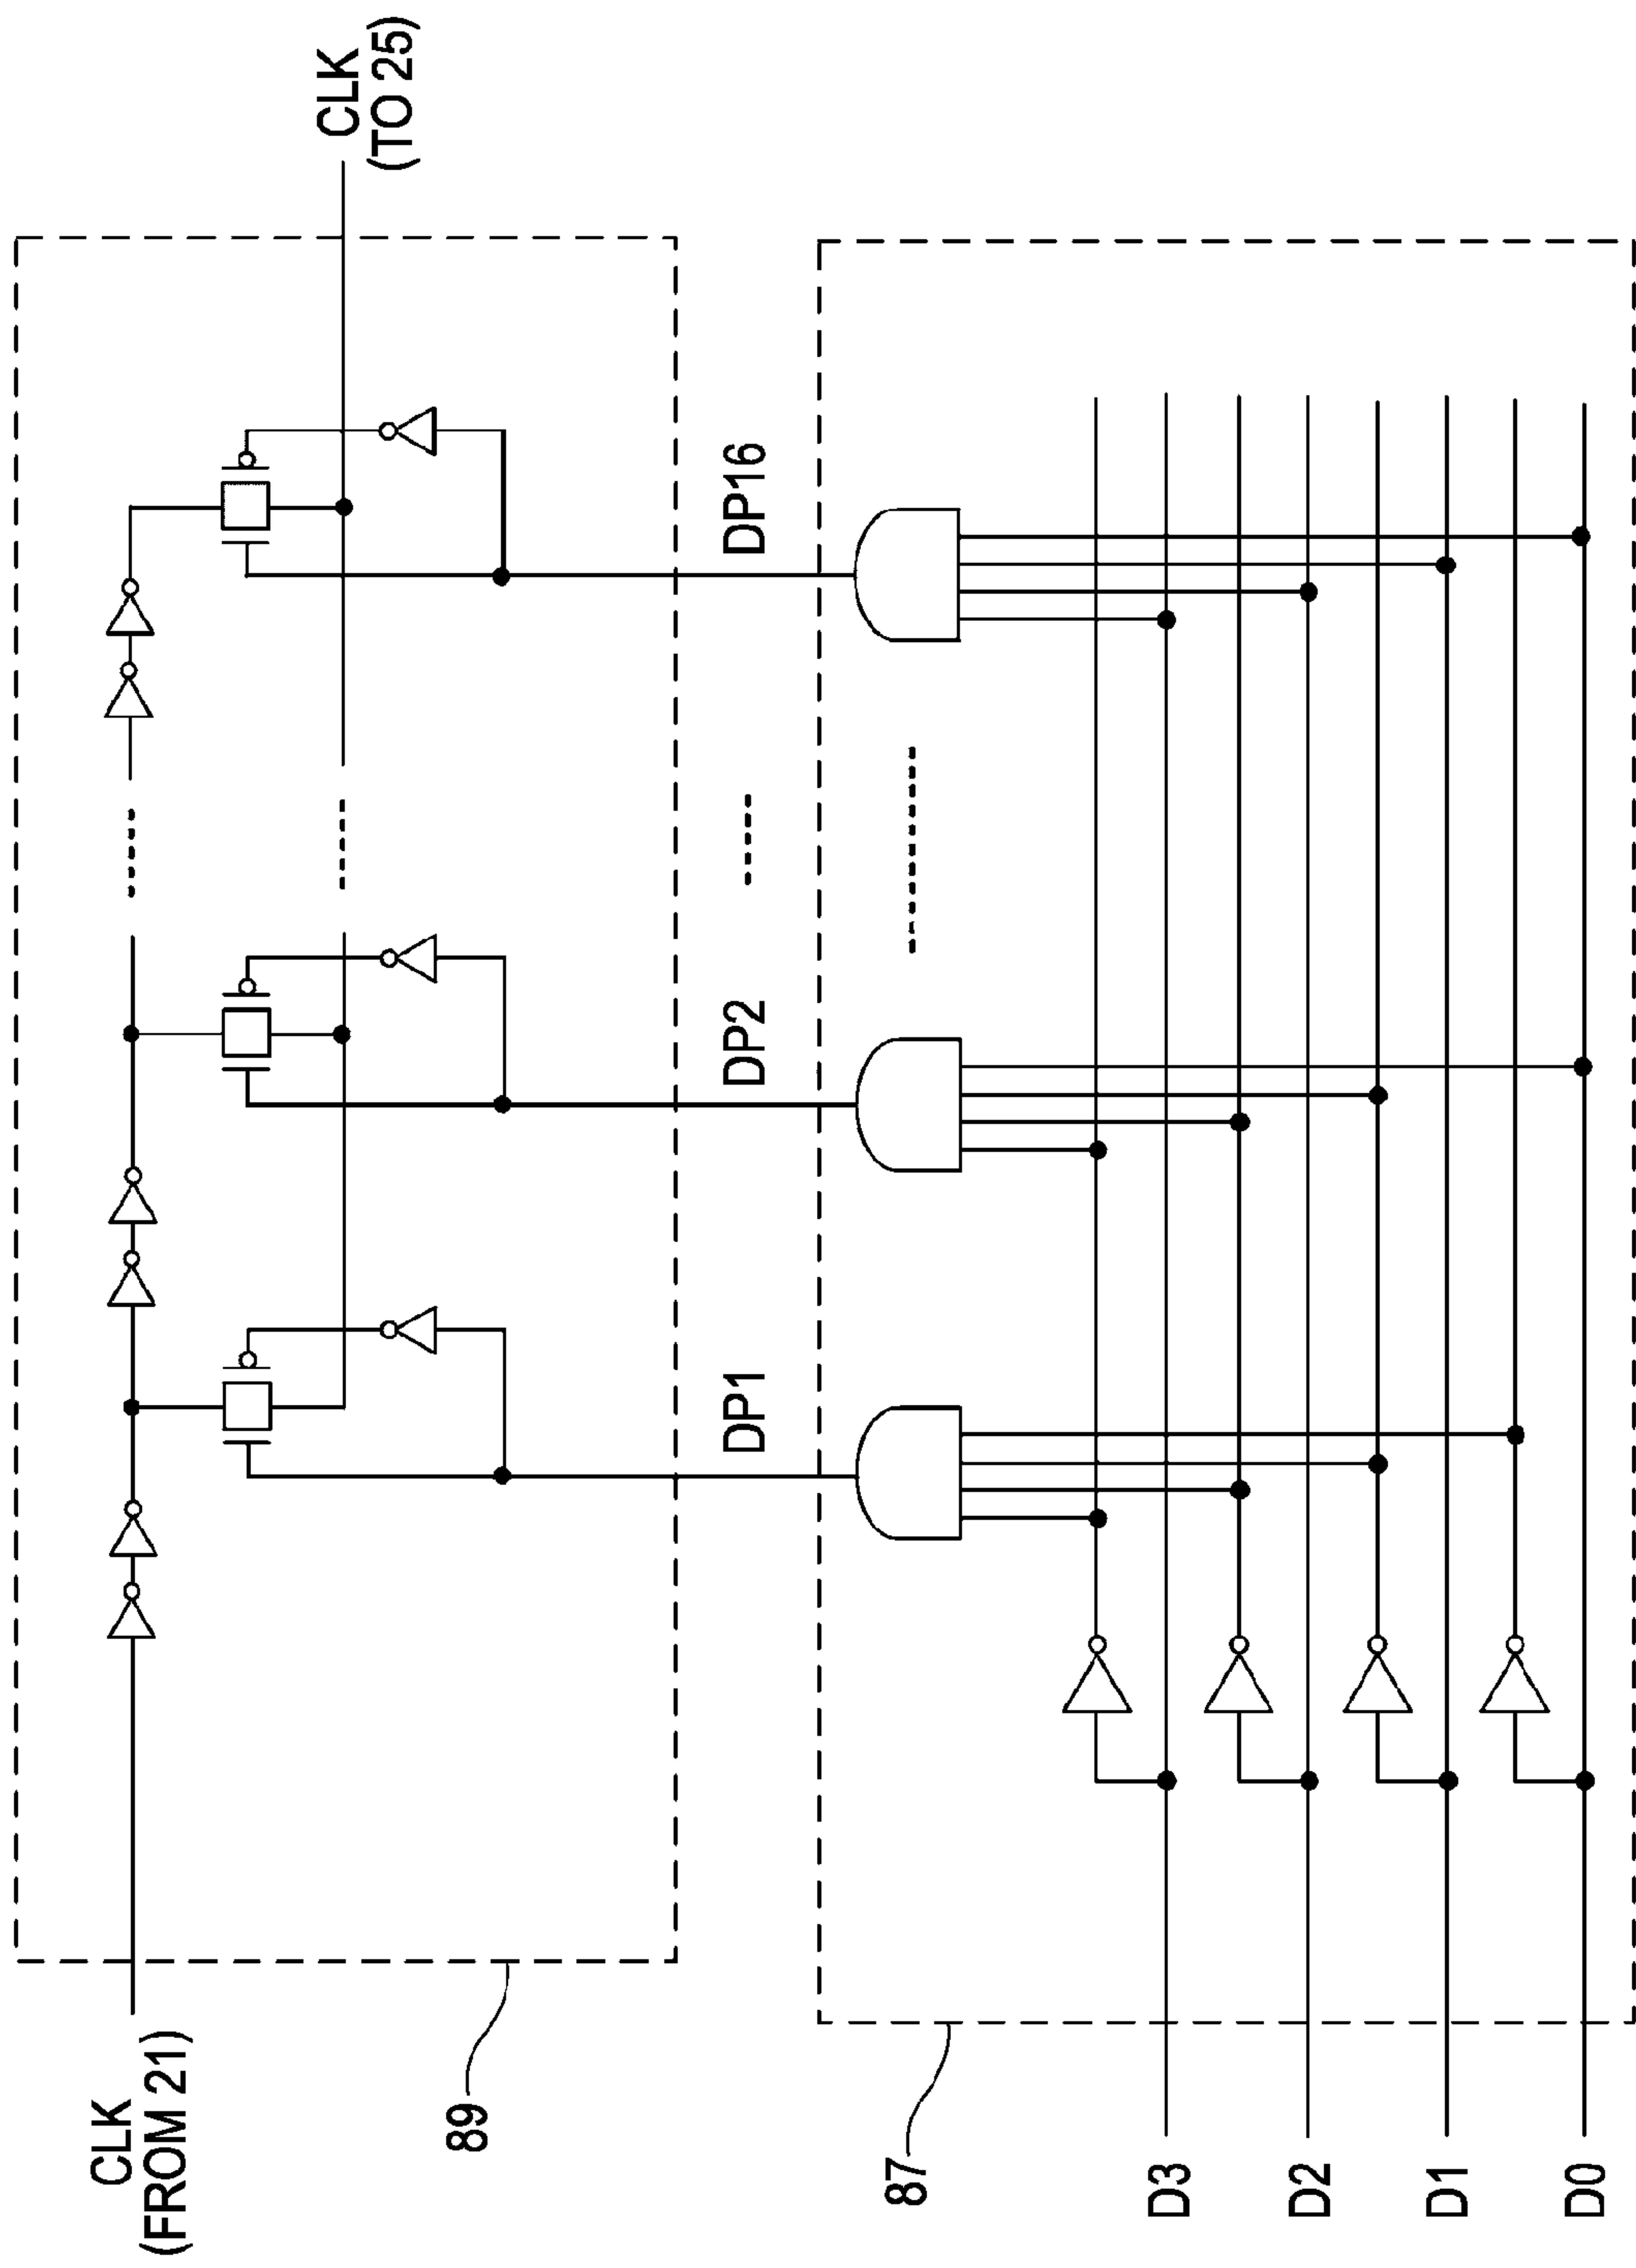 CLK
(FROM 21)
CLK
(TO 25)
89
DP1
DP2
DP16
87
D3
D2
D1
D0